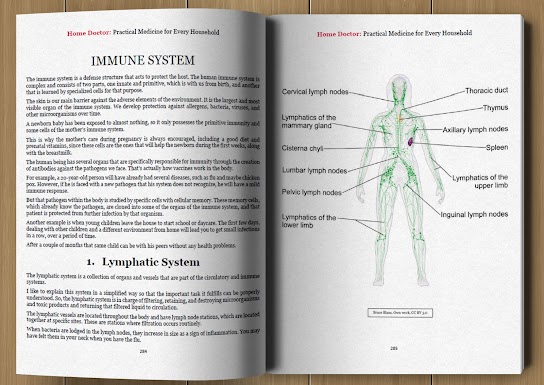 Home Doctor: Practical Medicine for Every Household
IMMUNE SYSTEM
The immune system is a defense structure that acts to protect the host. The human immune system is
complex and consists of two parts, one innate and primitive, which is with us from birth, and another
that is learned by specialized cells for that purpose.
The skin is our main barrier against the adverse elements of the environment. It is the largest and most
visible organ of the immune system. We develop protection against allergens, bacteria, viruses, and
other microorganisms over time.
A newborn baby has been exposed to almost nothing, so it only possesses the primitive immunity and
some cells of the mother's immune system.
This is why the mother's care during pregnancy is always encouraged, including a good diet and
prenatal vitamins, since these cells are the ones that will help the newborn during the first weeks, along
with the breastmilk.
The human being has several organs that are specifically responsible for immunity through the creation
of antibodies against the pathogens we face. That's actually how vaccines work in the body.
For example, a 20-year-old person will have already had several diseases, such as flu and maybe chicken
pox. However, if he is faced with a new pathogen that his system does not recognize, he will have a mild
immune response.
But that pathogen within the body is studied by specific cells with cellular memory. These memory cells,
which already know the pathogen, are cloned into some of the organs of the immune system, and that
patient is protected from further infection by that organism.
Another example is when young children leave the house to start school or daycare. The first few days,
dealing with other children and a different environment from home will lead you to get small infections
in a row, over a period of time.
After a couple of months that same child can be with his peers without any health problems.
1. Lymphatic System
The lymphatic system is a collection of organs and vessels that are part of the circulatory and immune
systems.
I like to explain this system in a simplified way so that the important task it fulfills can be properly
understood. So, the lymphatic system is in charge of filtering, retaining, and destroying microorganisms
and toxic products and returning that filtered liquid to circulation.
The lymphatic vessels are located throughout the body and have lymph node stations, which are located
together at specific sites. These are stations where filtration occurs routinely.
When bacteria are lodged in the lymph nodes, they increase in size as a sign of inflammation. You may
have felt them in your neck when you have the flu.
284
Home Doctor: Practical Medicine for Every Household
Cervical lymph nodes
Thoracic duct
Thymus
Lymphatics of the
mammary gland
Axillary lymph nodes
Cisterna chyli
Spleen
Lumbar lymph nodes
Lymphatics of the
upper limb
Pelvic lymph nodes
Inguinal lymph nodes
Lymphatics of the
lower limb
Bruce Blaus, Own work, CC BY 3.0
285